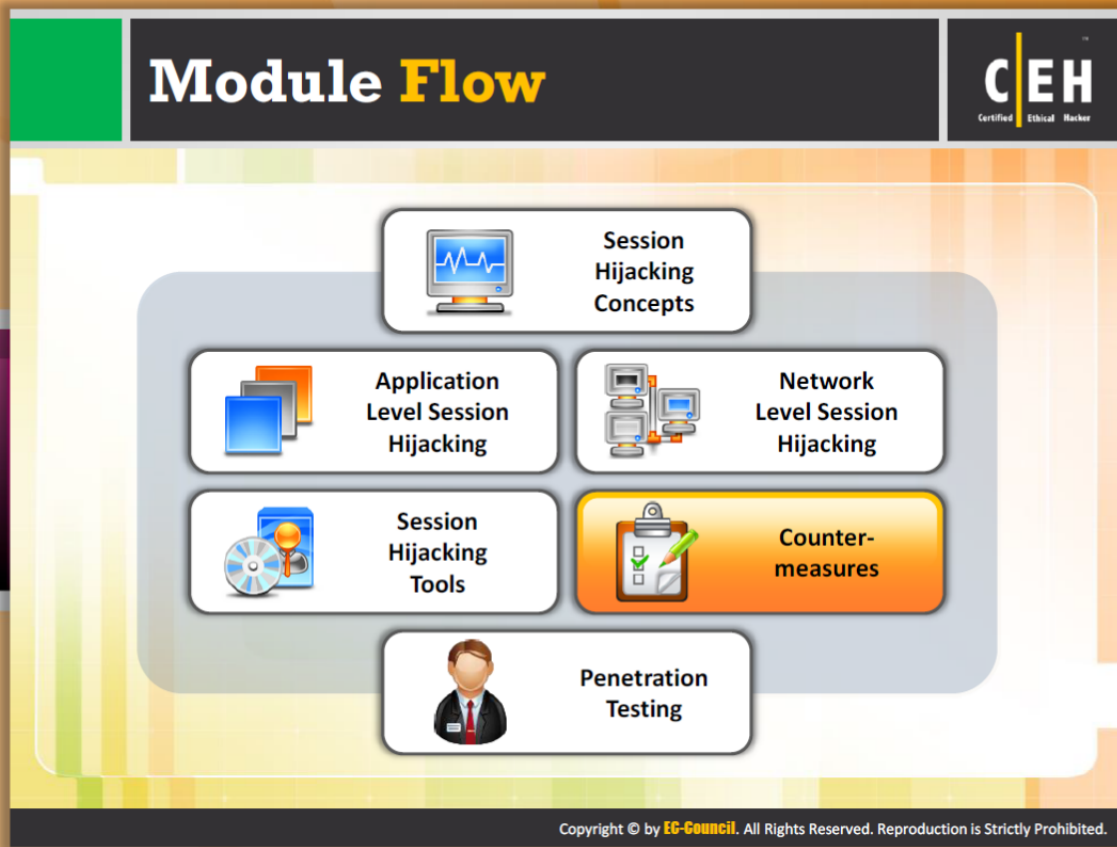 Module Flow
CEH
Certified Ethical Hacker
Session
Hijacking
Concepts
Application
Level Session
Hijacking
Network
Level Session
Hijacking
Session
Hijacking
Tools
Counter-
measures
Penetration
Testing
Copyright © by EC-Council. All Rights Reserved. Reproduction is Strictly Prohibited.